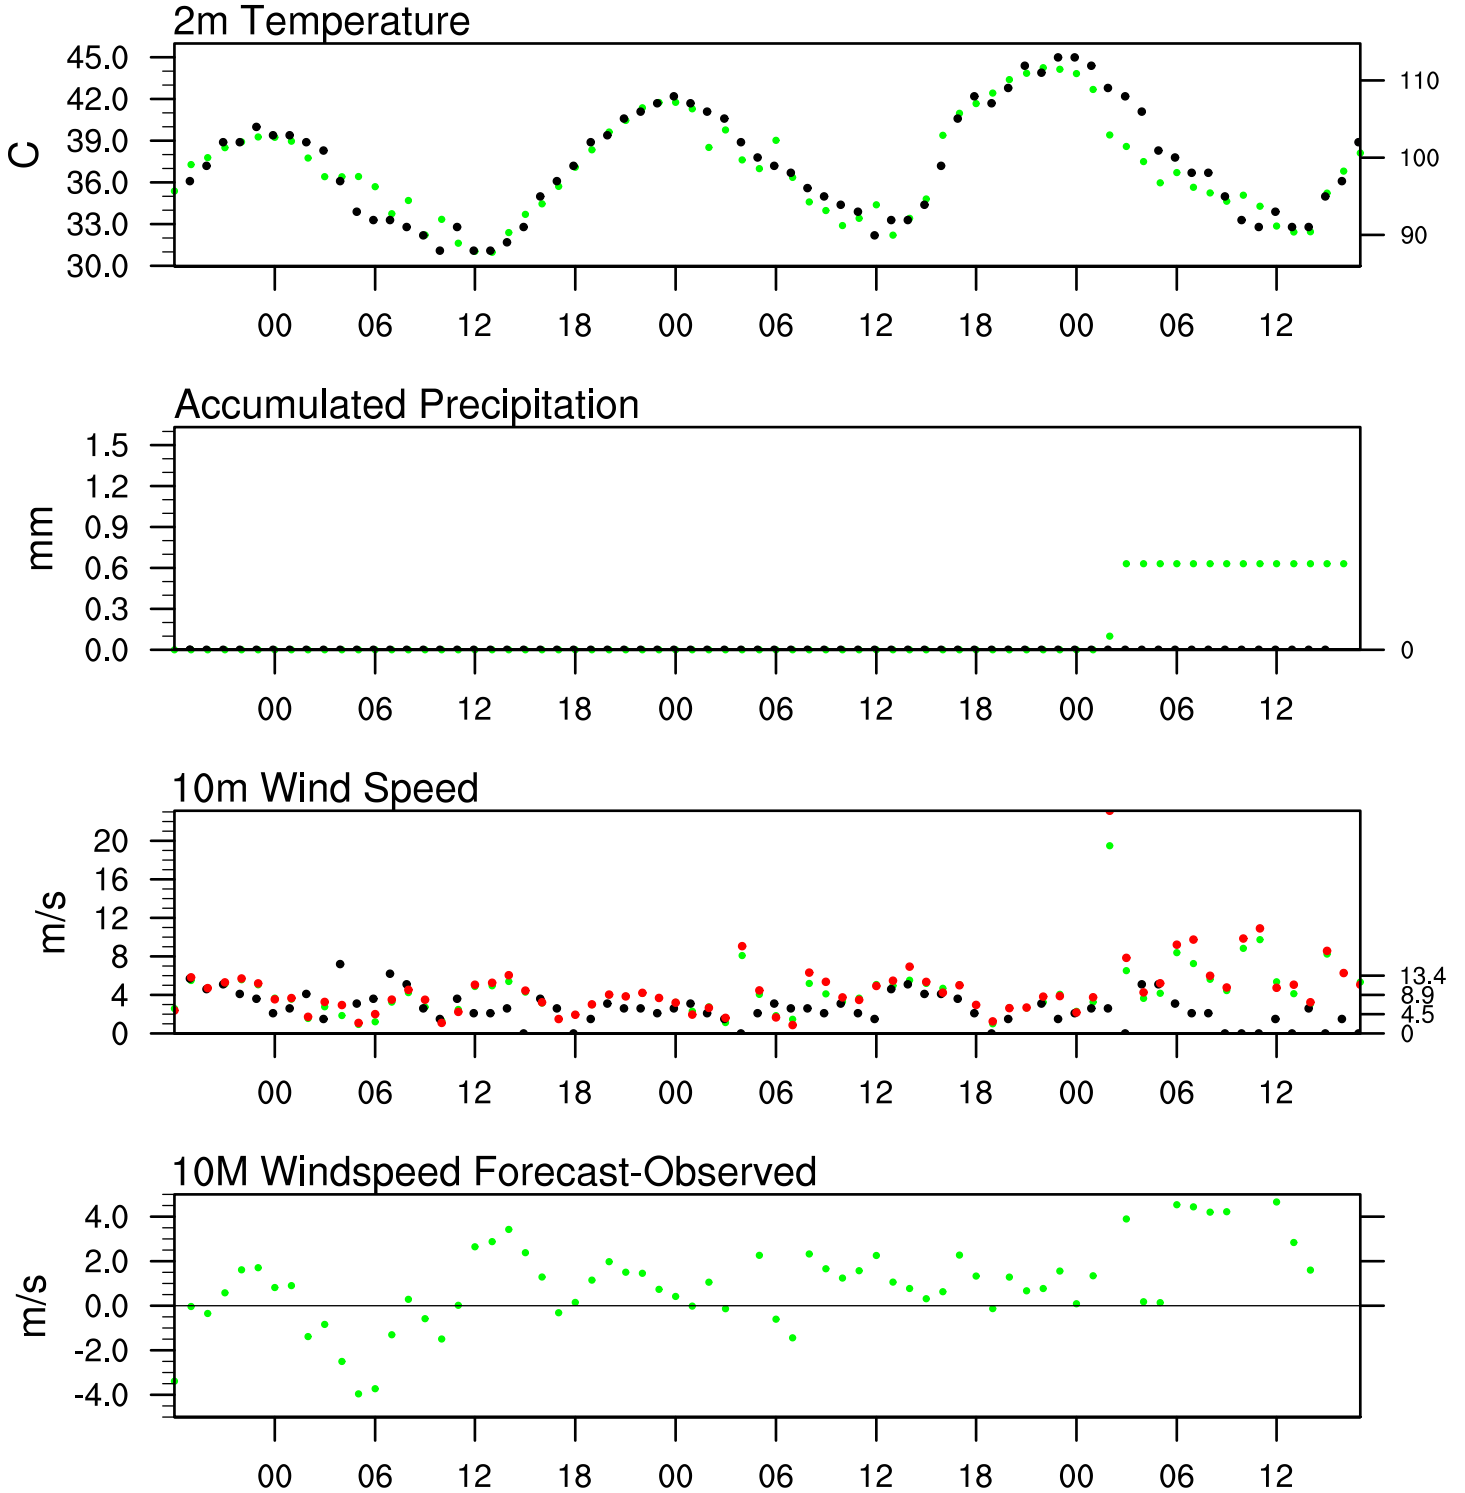 2m Temperature
45.0
42.0
39.0
36.0
33.0
30.0
C
110
100
90
00 06 12 18 00 06 12 18 00 06 12
Accumulated Precipitation
1.5
1.2
0.9
0.6
0.3
0.0
mm
0
00 06 12 18 00 06 12 18 00 06 12
10m Wind Speed
20
16
12
8
4
0
m/s
13.4
8.9
4.5
0
00 06 12 18 00 06 12 18 00 06 12
10M Windspeed Forecast-Observed
4.0
2.0
0.0
-2.0
-4.0
m/s
00 06 12 18 00 06 12 18 00 06 12